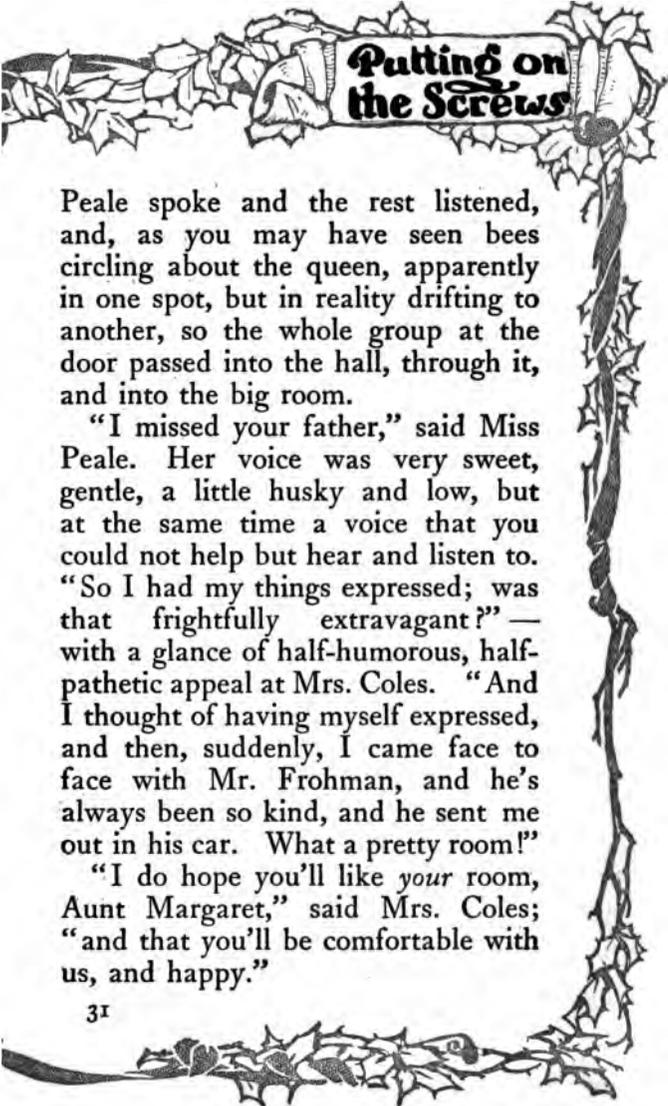 Putting on
the Screws
Peale spoke and the rest listened,
and, as you may have seen bees
circling about the queen, apparently
in one spot, but in reality drifting to
another, so the whole group at the
door passed into the hall, through it,
and into the big room.
“I missed your father,” said Miss
Peale. Her voice was very sweet,
gentle, a little husky and low, but
at the same time a voice that you
could not help but hear and listen to.
“So I had my things expressed; was
that frightfully extravagant?” —
with a glance of half-humorous, half-
pathetic appeal at Mrs. Coles. “And
I thought of having myself expressed,
and then, suddenly, I came face to
face with Mr. Frohman, and he's
always been so kind, and he sent me
out in his car. What a pretty room!”
“I do hope you'll like your room,
Aunt Margaret,” said Mrs. Coles;
“and that you'll be comfortable with
us, and happy.”
31